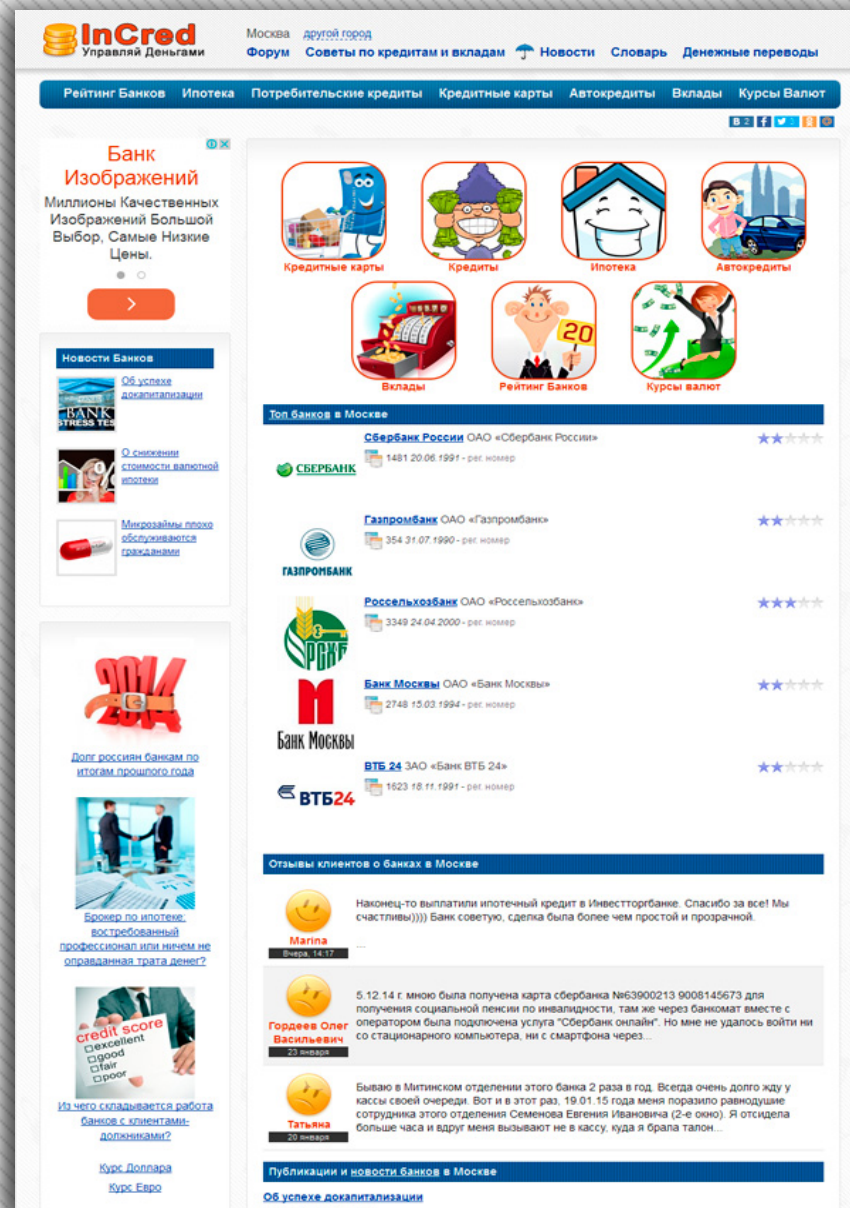 InCred
Управляй Деньгами
Москва другой город
Форум Советы по кредитам и вкладам Новости Словарь Денежные переводы
Рейтинг Банков Ипотека Потребительские кредиты Кредитные карты Автокредиты Вклады Курсы Валют
Банк
Изображений
Миллионы Качественных
Изображений Большой
Выбор, Самые Низкие
Цены.
Кредитные карты Кредиты Ипотека Автокредиты
20
Вклады Рейтинг Банков Курсы валют
Новости Банков
BANK
STRESS TES
Об успехе
докапитализации
О снижении
стоимости валютной
ипотеки
Микрозаймы плохо
обслуживаются
гражданами
2014
Долг россиян банкам по
итогам прошлого года
Брокер по ипотеке:
востребованный
профессионал или ничем не
оправданная трата денег?
credit score
excellent
good
fair
poor
Из чего складывается работа
банков с клиентами-
должниками?
Курс Доллара
Курс Евро
Топ банков в Москве
СБЕРБАНК
Сбербанк России ОАО «Сбербанк России»
1481 20.06.1991 - рег. номер
ГАЗПРОМБАНК
Газпромбанк ОАО «Газпромбанк»
354 31.07.1990 - рег. номер
РСХБ
Россельхозбанк ОАО «Россельхозбанк»
3349 24.04.2000 - рег. номер
Банк Москвы
Банк Москвы ОАО «Банк Москвы»
2748 15.03.1994 - рег. номер
ВТБ24
ВТБ 24 ЗАО «Банк ВТБ 24»
1623 18.11.1991 - рег. номер
Отзывы клиентов о банках в Москве
Marina
Вчера, 14:17
Наконец-то выплатили ипотечный кредит в Инвестторгбанке. Спасибо за все! Мы
счастливы)))) Банк советую, сделка была более чем простой и прозрачной.
...
Гордеев Олег
Васильевич
23 января
5.12.14 г. мною была получена карта сбербанка №63900213 9008145673 для
получения социальной пенсии по инвалидности, там же через банкомат вместе с
оператором была подключена услуга "Сбербанк онлайн". Но мне не удалось войти ни
со стационарного компьютера, ни с смартфона через...
Татьяна
20 января
Бываю в Митинском отделении этого банка 2 раза в год. Всегда очень долго жду у
кассы своей очереди. Вот и в этот раз, 19.01.15 года меня поразило равнодушие
сотрудника этого отделения Семенова Евгения Ивановича (2-е окно). Я отсидела
больше часа и вдруг меня вызывают не в кассу, куда я брала талон...
Публикации и новости банков в Москве
Об успехе докапитализации